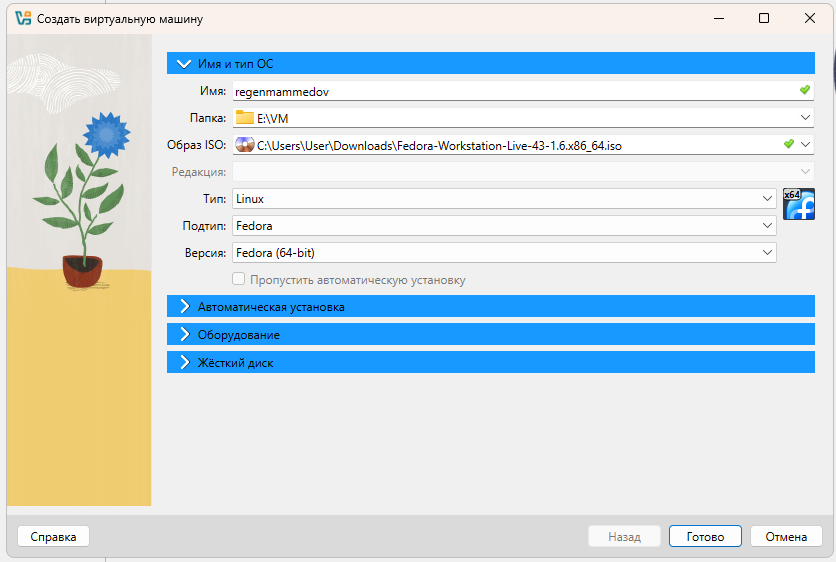 Создать виртуальную машину
Имя и тип ОС
Имя: regenmammedov
Папка: E:\VM
Образ ISO: C:\Users\User\Downloads\Fedora-Workstation-Live-43-1.6.x86_64.iso
Редакция:
Тип: Linux
x64
Подтип: Fedora
Версия: Fedora (64-bit)
Пропустить автоматическую установку
Автоматическая установка
Оборудование
Жёсткий диск
Справка Назад Готово Отмена